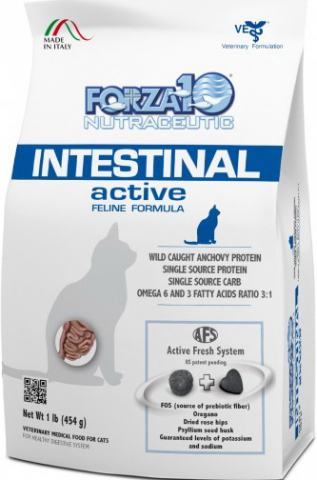 MADE
IN ITALY
VET
Veterinary Formulation
FORZA10
NUTRACEUTIC
INTESTINAL
active
FELINE FORMULA
WILD CAUGHT ANCHOVY PROTEIN
SINGLE SOURCE PROTEIN
SINGLE SOURCE CARB
OMEGA 6 AND 3 FATTY ACIDS RATIO 3:1
AFS
Active Fresh System
US patent pending
+
FOS (source of prebiotic fiber)
Oregano
Dried rose hips
Psyllium seed husk
Guaranteed levels of potassium
and sodium
Net Wt 1 lb (454 g)
VETERINARY MEDICAL FOOD FOR CATS
FOR HEALTHY DIGESTIVE SYSTEM